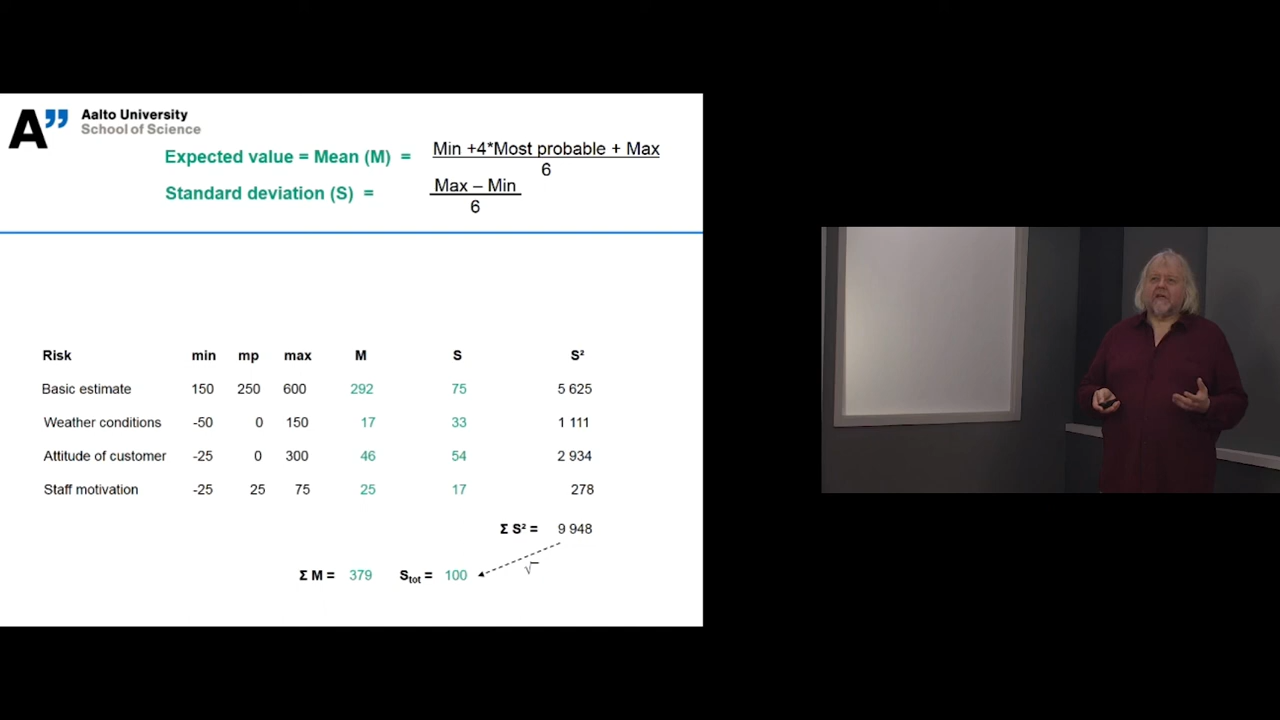 Aalto University
School of Science
Expected value = Mean (M) = Min +4*Most probable + Max
6
Standard deviation (S) = Max – Min
6
Risk min mp max M S S²
Basic estimate 150 250 600 292 75 5 625
Weather conditions -50 0 150 17 33 1 111
Attitude of customer -25 0 300 46 54 2 934
Staff motivation -25 25 75 25 17 278
Σ S² = 9 948
√
Σ M = 379 Stot = 100